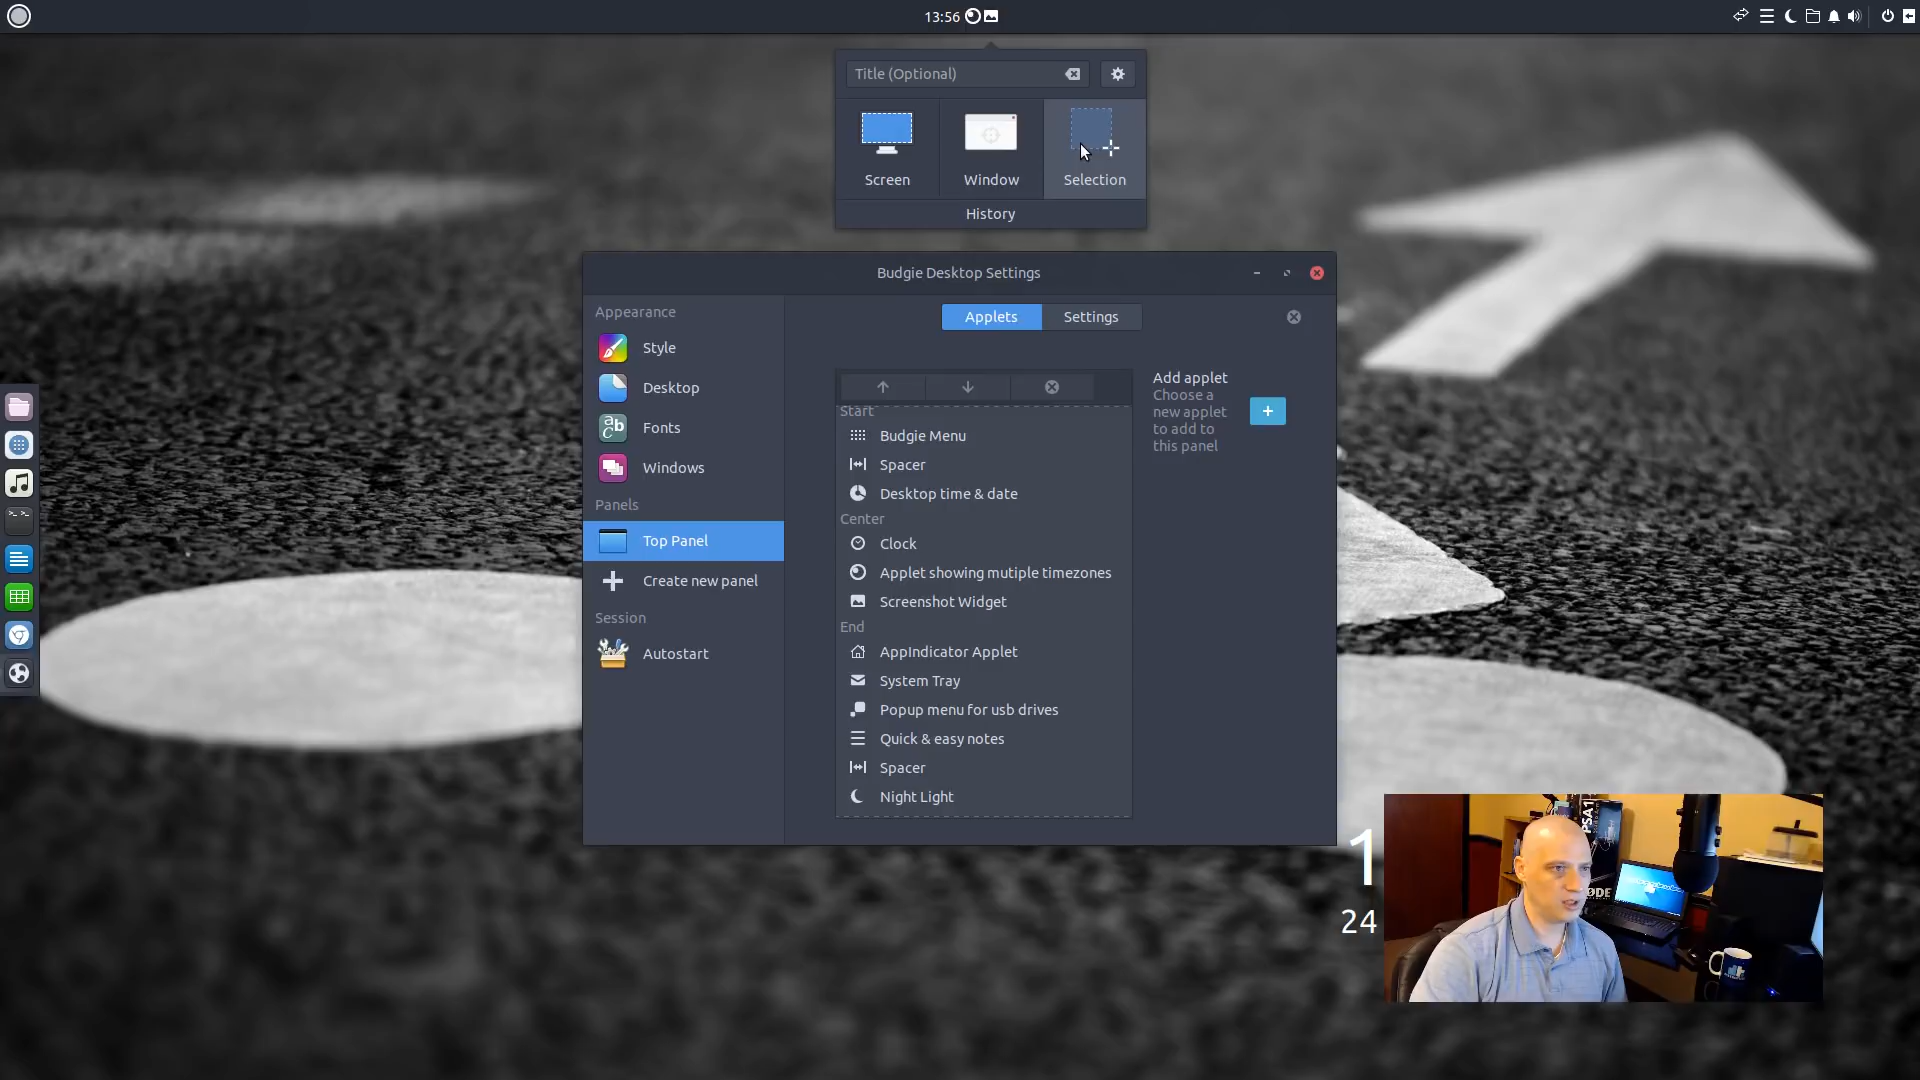 13:56
Title (Optional)
Screen
Window
Selection
History
Budgie Desktop Settings
Appearance
Style
Desktop
Fonts
Windows
Panels
Top Panel
Create new panel
Session
Autostart
Applets
Settings
Start
Budgie Menu
Spacer
Desktop time & date
Center
Clock
Applet showing mutiple timezones
Screenshot Widget
End
AppIndicator Applet
System Tray
Popup menu for usb drives
Quick & easy notes
Spacer
Night Light
Add applet
Choose a
new applet
to add to
this panel
1
24
PSA1